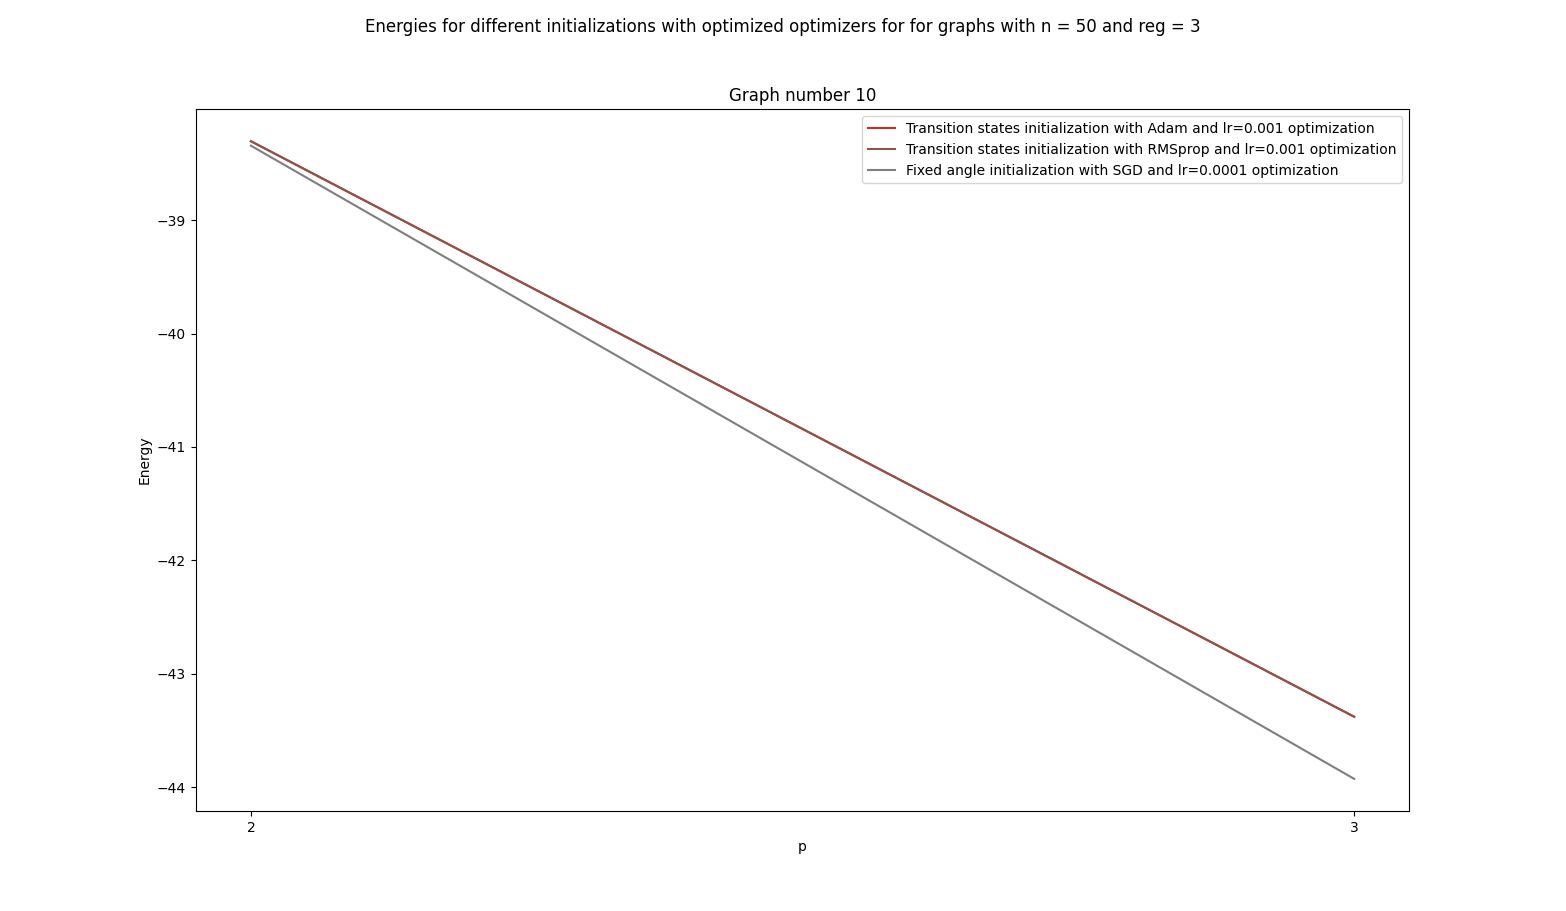 Energies for different initializations with optimized optimizers for for graphs with n = 50 and reg = 3
Graph number 10
Transition states initialization with Adam and lr=0.001 optimization
Transition states initialization with RMSprop and lr=0.001 optimization
Fixed angle initialization with SGD and lr=0.0001 optimization
−39
−40
−41
−42
−43
−44
Energy
2
3
p